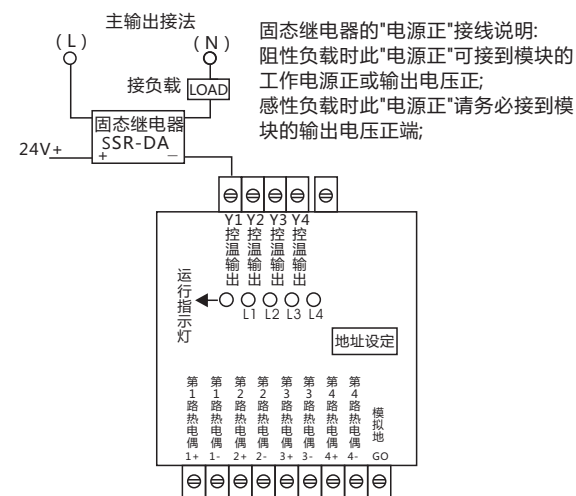 主输出接法
( L )
( N )
接负载
LOAD
固态继电器
SSR-DA
24V+
+
—
固态继电器的"电源正"接线说明:
阻性负载时此"电源正"可接到模块的
工作电源正或输出电压正;
感性负载时此"电源正"请务必接到模
块的输出电压正端;
Y1 Y2 Y3 Y4
控温输出
控温输出
控温输出
控温输出
运行指示灯
L1 L2 L3 L4
地址设定
第1路热电偶
第1路热电偶
第2路热电偶
第2路热电偶
第3路热电偶
第3路热电偶
第4路热电偶
第4路热电偶
模拟地
1+ 1- 2+ 2- 3+ 3- 4+ 4- GO